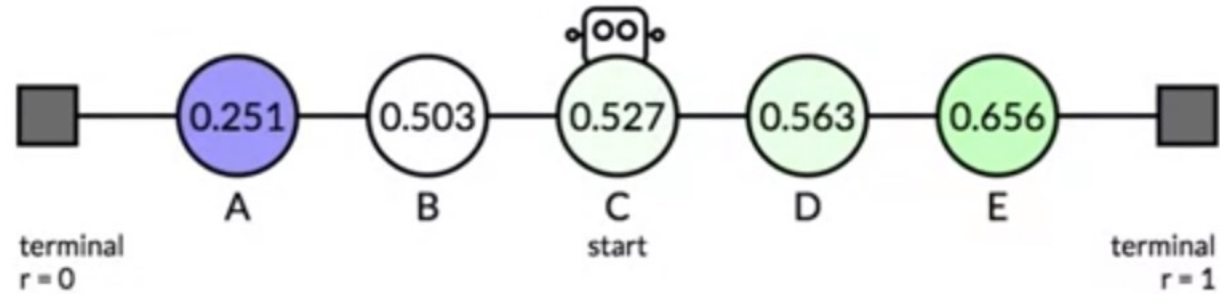 0.251 0.503 0.527 0.563 0.656
A B C D E
terminal start terminal
r = 0 r = 1